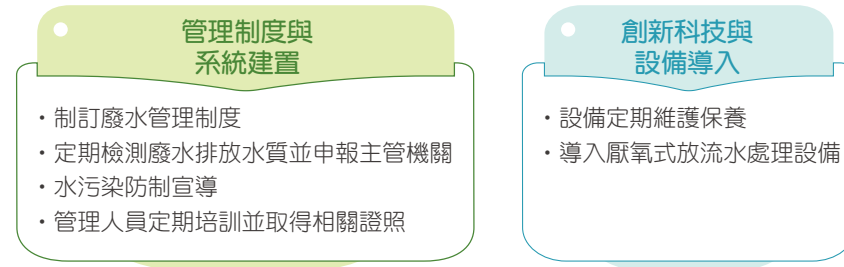 管理制度與
系統建置
・制訂廢水管理制度
・定期檢測廢水排放水質並申報主管機關
・水污染防制宣導
・管理人員定期培訓並取得相關證照
創新科技與
設備導入
・設備定期維護保養
・導入厭氧式放流水處理設備